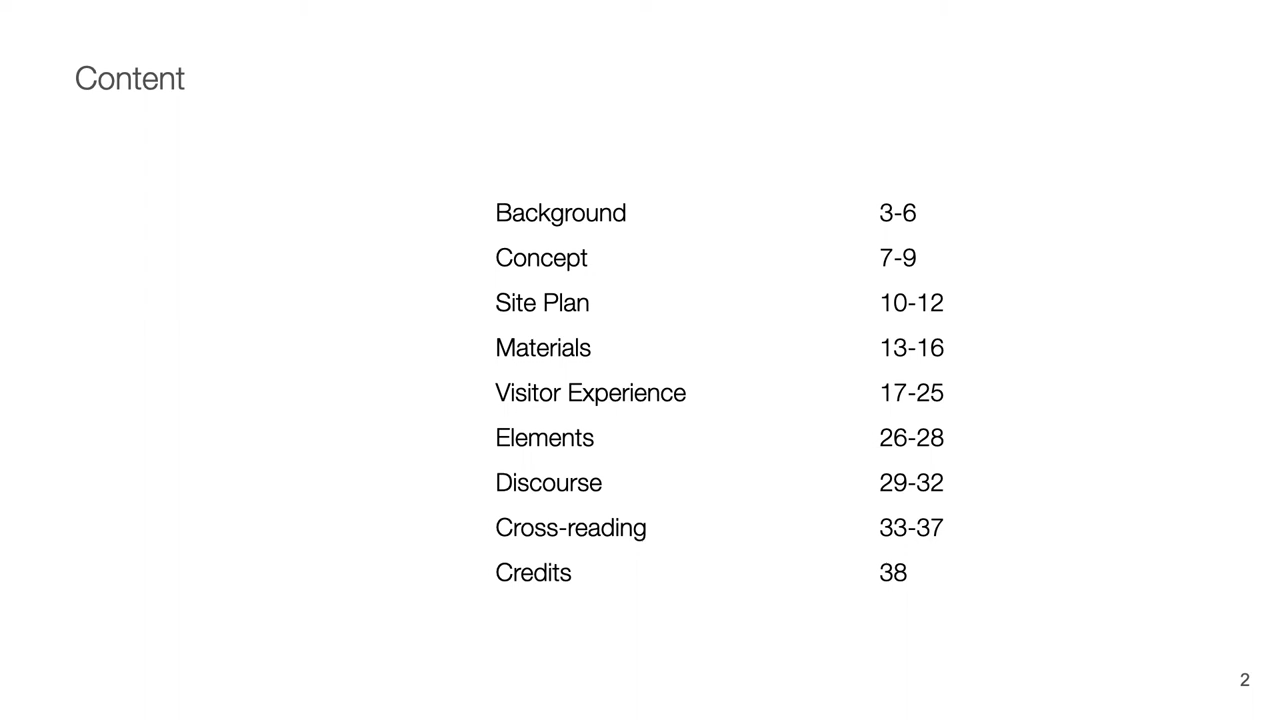 Content
Background 3-6
Concept 7-9
Site Plan 10-12
Materials 13-16
Visitor Experience 17-25
Elements 26-28
Discourse 29-32
Cross-reading 33-37
Credits 38
2